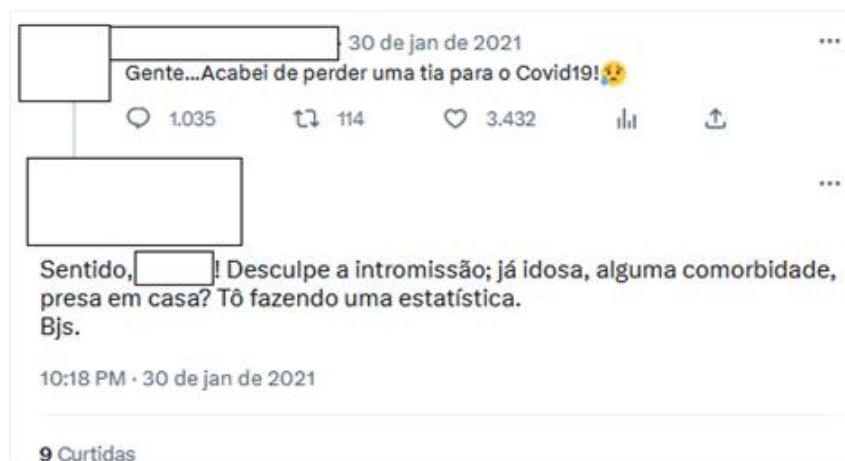 · 30 de jan de 2021
Gente...Acabei de perder uma tia para o Covid19!😥
1.035 114 3.432
Sentido, ! Desculpe a intromissão; já idosa, alguma comorbidade,
presa em casa? Tô fazendo uma estatística.
Bjs.
10:18 PM · 30 de jan de 2021
9 Curtidas